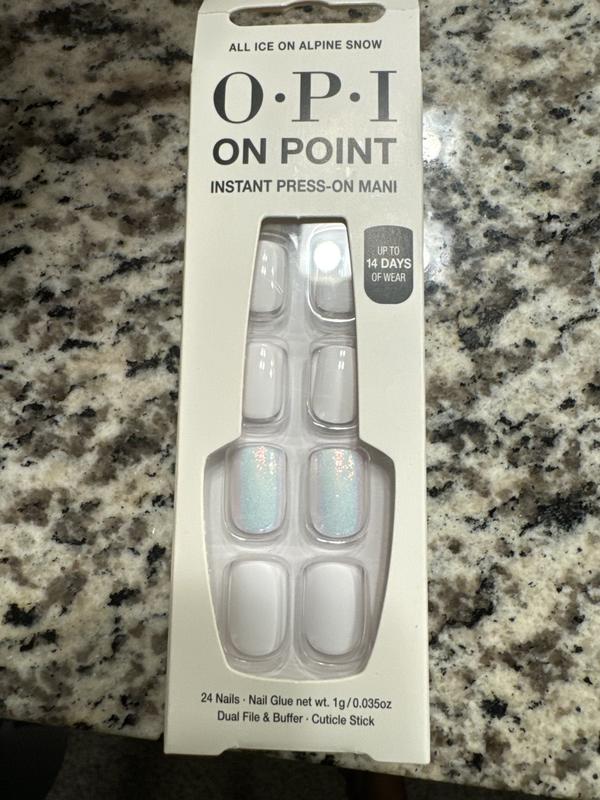 ALL ICE ON ALPINE SNOW
O·P·I
ON POINT
INSTANT PRESS-ON MANI
UP TO
14 DAYS
OF WEAR
24 Nails · Nail Glue net wt. 1g/0.035oz
Dual File & Buffer · Cuticle Stick